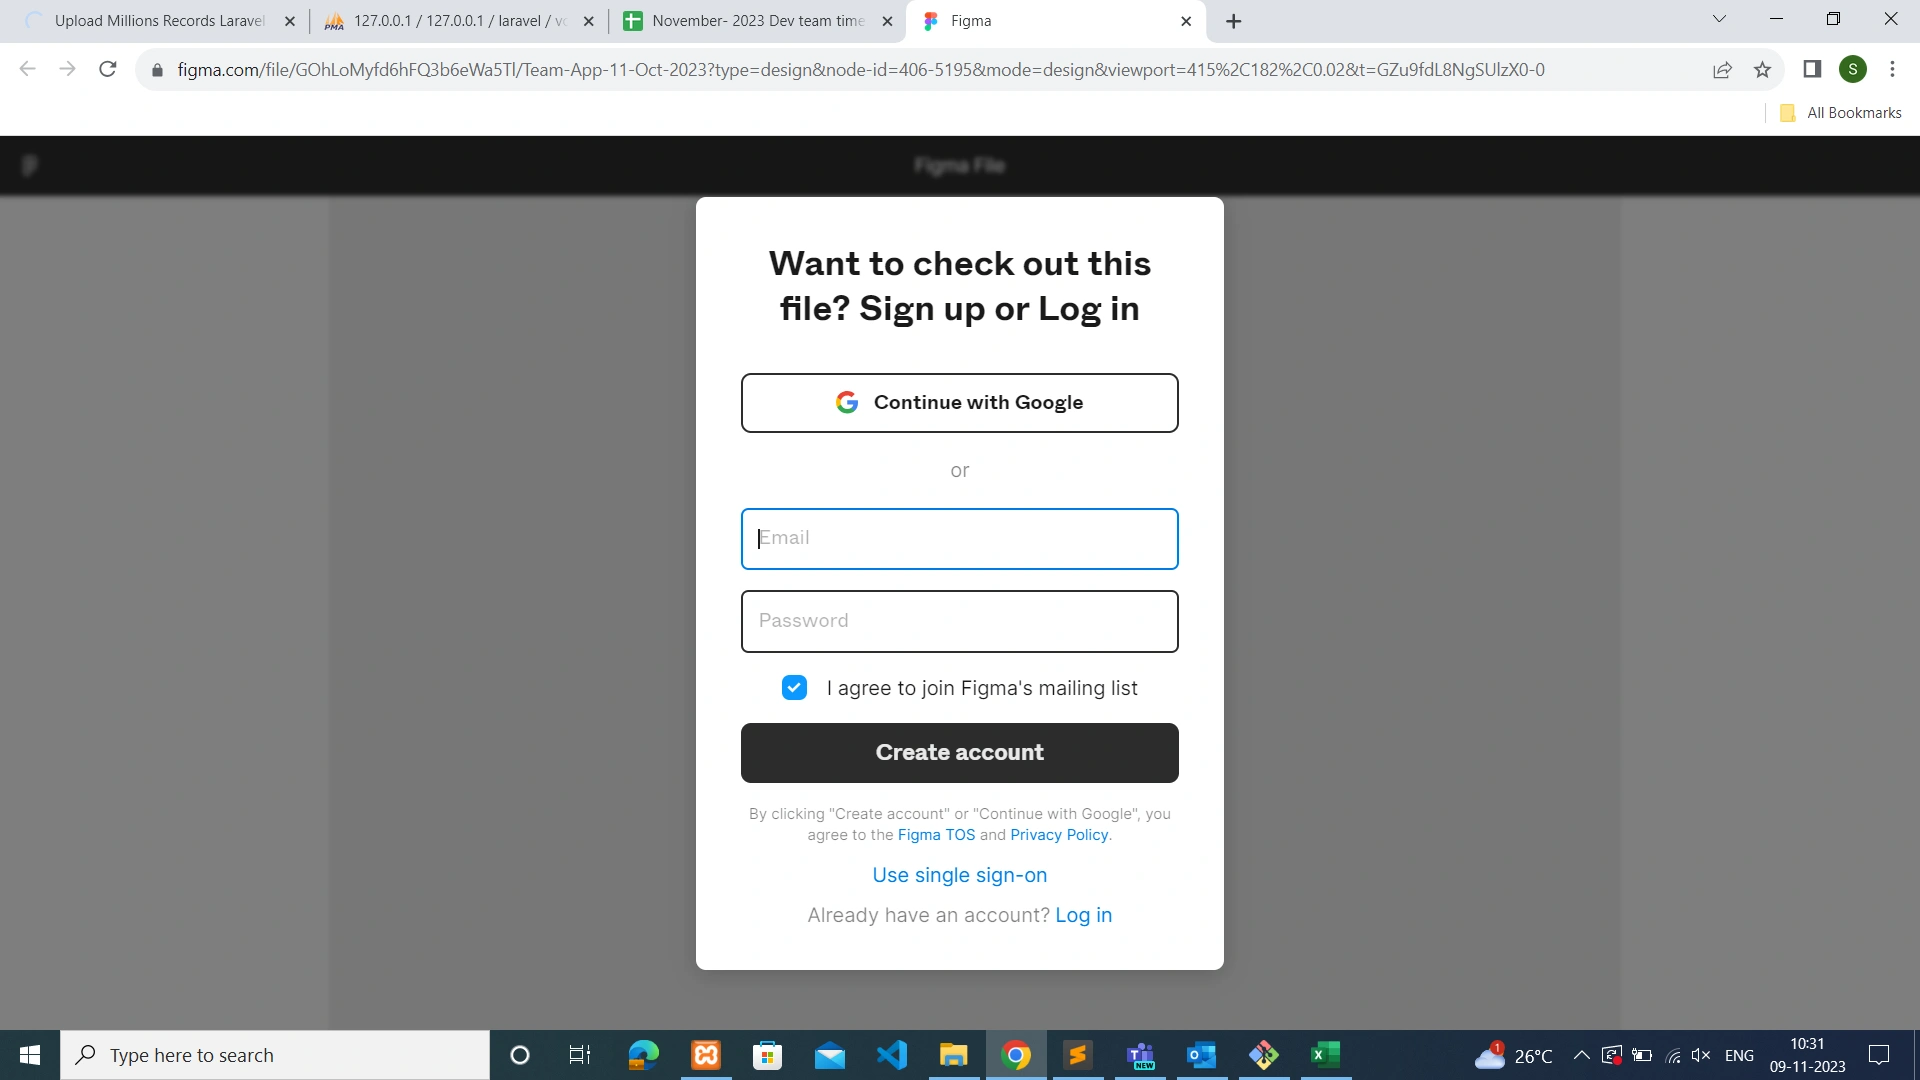 Upload Millions Records Laravel
127.0.0.1 / 127.0.0.1 / laravel / vo
November- 2023 Dev team time
Figma
figma.com/file/GOhLoMyfd6hFQ3b6eWa5Tl/Team-App-11-Oct-2023?type=design&node-id=406-5195&mode=design&viewport=415%2C182%2C0.02&t=GZu9fdL8NgSUlzX0-0
S
All Bookmarks
Figma File
Want to check out this
file? Sign up or Log in
Continue with Google
or
Email
Password
I agree to join Figma's mailing list
Create account
By clicking "Create account" or "Continue with Google", you
agree to the Figma TOS and Privacy Policy.
Use single sign-on
Already have an account? Log in
Type here to search
NEW
1
26°C
ENG
10:31
09-11-2023